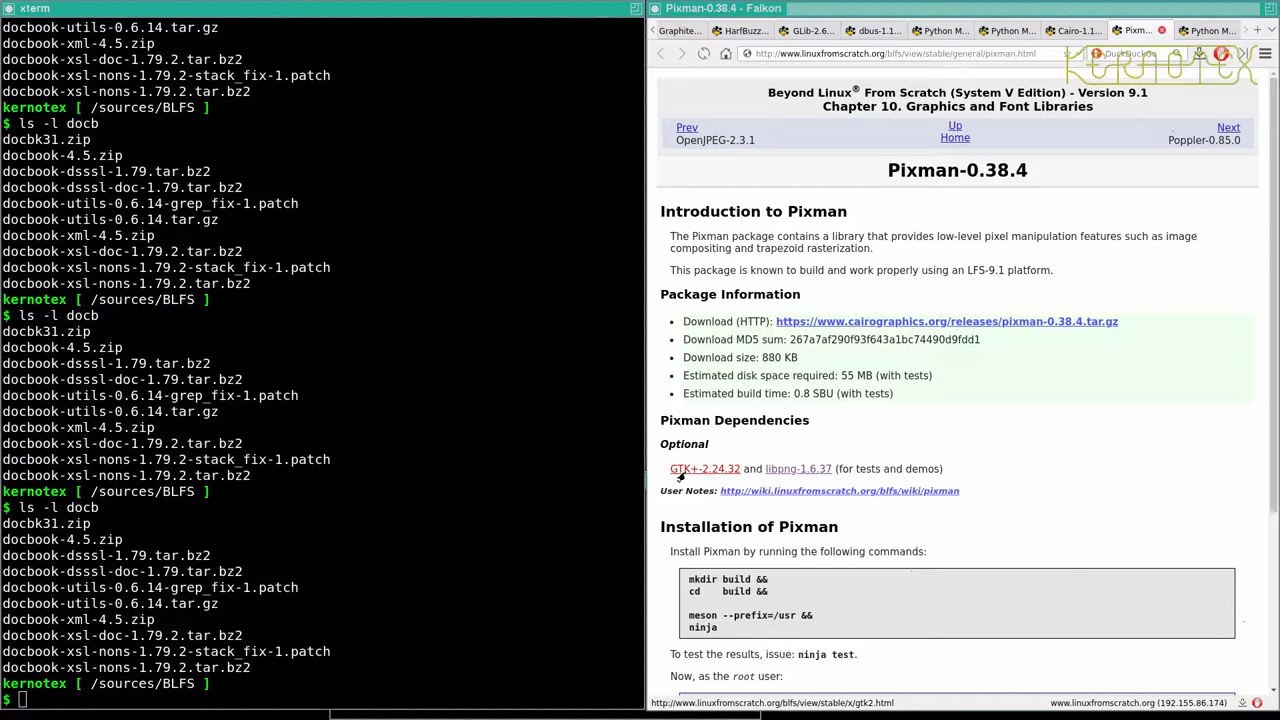 xterm
docbook-utils-0.6.14.tar.gz
docbook-xml-4.5.zip
docbook-xsl-doc-1.79.2.tar.bz2
docbook-xsl-nons-1.79.2-stack_fix-1.patch
docbook-xsl-nons-1.79.2.tar.bz2
kernotex [ /sources/BLFS ]
$ ls -l docb
docbk31.zip
docbook-4.5.zip
docbook-dsssl-1.79.tar.bz2
docbook-dsssl-doc-1.79.tar.bz2
docbook-utils-0.6.14-grep_fix-1.patch
docbook-utils-0.6.14.tar.gz
docbook-xml-4.5.zip
docbook-xsl-doc-1.79.2.tar.bz2
docbook-xsl-nons-1.79.2-stack_fix-1.patch
docbook-xsl-nons-1.79.2.tar.bz2
kernotex [ /sources/BLFS ]
$ ls -l docb
docbk31.zip
docbook-4.5.zip
docbook-dsssl-1.79.tar.bz2
docbook-dsssl-doc-1.79.tar.bz2
docbook-utils-0.6.14-grep_fix-1.patch
docbook-utils-0.6.14.tar.gz
docbook-xml-4.5.zip
docbook-xsl-doc-1.79.2.tar.bz2
docbook-xsl-nons-1.79.2-stack_fix-1.patch
docbook-xsl-nons-1.79.2.tar.bz2
kernotex [ /sources/BLFS ]
$ ls -l docb
docbk31.zip
docbook-4.5.zip
docbook-dsssl-1.79.tar.bz2
docbook-dsssl-doc-1.79.tar.bz2
docbook-utils-0.6.14-grep_fix-1.patch
docbook-utils-0.6.14.tar.gz
docbook-xml-4.5.zip
docbook-xsl-doc-1.79.2.tar.bz2
docbook-xsl-nons-1.79.2-stack_fix-1.patch
docbook-xsl-nons-1.79.2.tar.bz2
kernotex [ /sources/BLFS ]
$
Pixman-0.38.4 - Falkon
Graphite... HarfBuzz... GLib-2.6... dbus-1.1... Python M... Python M... Cairo-1.1... Pixm... Python M...
http://www.linuxfromscratch.org/blfs/view/stable/general/pixman.html DuckDuckGo
KERNOTEX
Beyond Linux® From Scratch (System V Edition) - Version 9.1
Chapter 10. Graphics and Font Libraries
Prev Up Next
OpenJPEG-2.3.1 Home Poppler-0.85.0
Pixman-0.38.4
Introduction to Pixman
The Pixman package contains a library that provides low-level pixel manipulation features such as image
compositing and trapezoid rasterization.
This package is known to build and work properly using an LFS-9.1 platform.
Package Information
• Download (HTTP): https://www.cairographics.org/releases/pixman-0.38.4.tar.gz
• Download MD5 sum: 267a7af290f93f643a1bc74490d9fdd1
• Download size: 880 KB
• Estimated disk space required: 55 MB (with tests)
• Estimated build time: 0.8 SBU (with tests)
Pixman Dependencies
Optional
GTK+-2.24.32 and libpng-1.6.37 (for tests and demos)
User Notes: http://wiki.linuxfromscratch.org/blfs/wiki/pixman
Installation of Pixman
Install Pixman by running the following commands:
mkdir build &&
cd    build &&
meson --prefix=/usr &&
ninja
To test the results, issue: ninja test.
Now, as the root user:
http://www.linuxfromscratch.org/blfs/view/stable/x/gtk2.html www.linuxfromscratch.org (192.155.86.174)